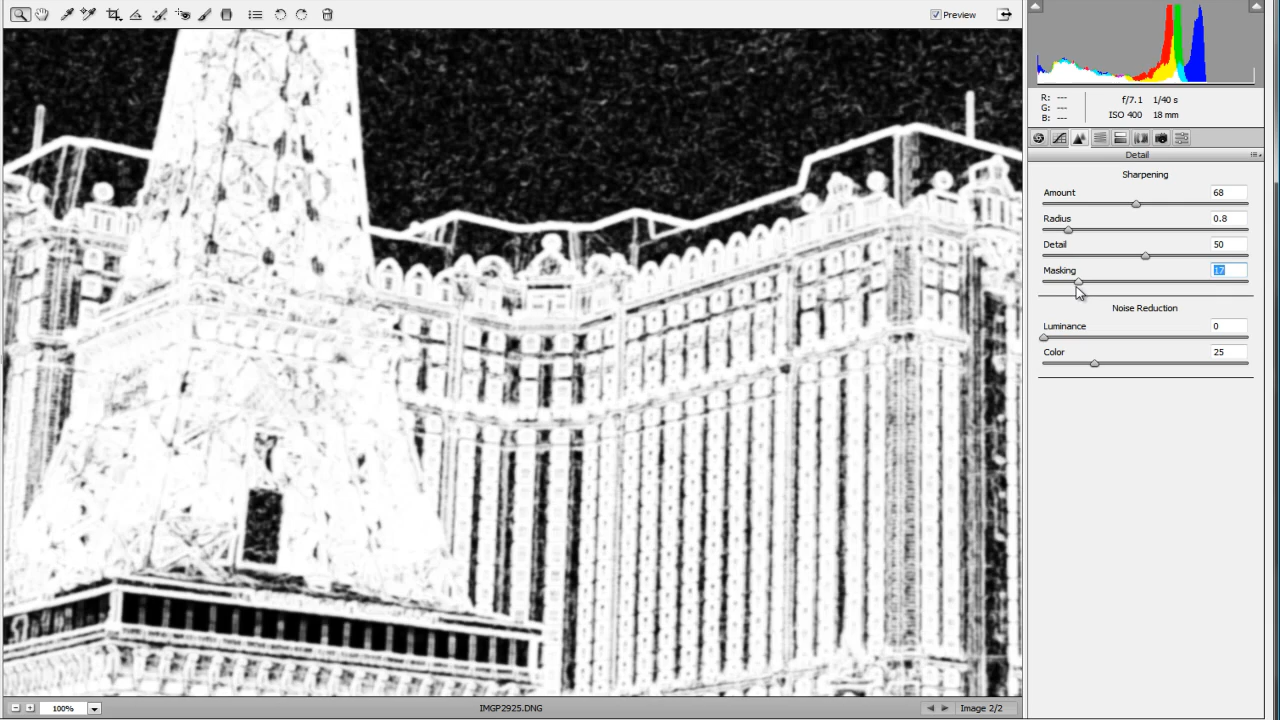 Preview
R: ---
G: ---
B: ---
f/7.1 1/40 s
ISO 400 18 mm
Detail
Sharpening
Amount 68
Radius 0.8
Detail 50
Masking 17
Noise Reduction
Luminance 0
Color 25
100%
IMGP2925.DNG
Image 2/2